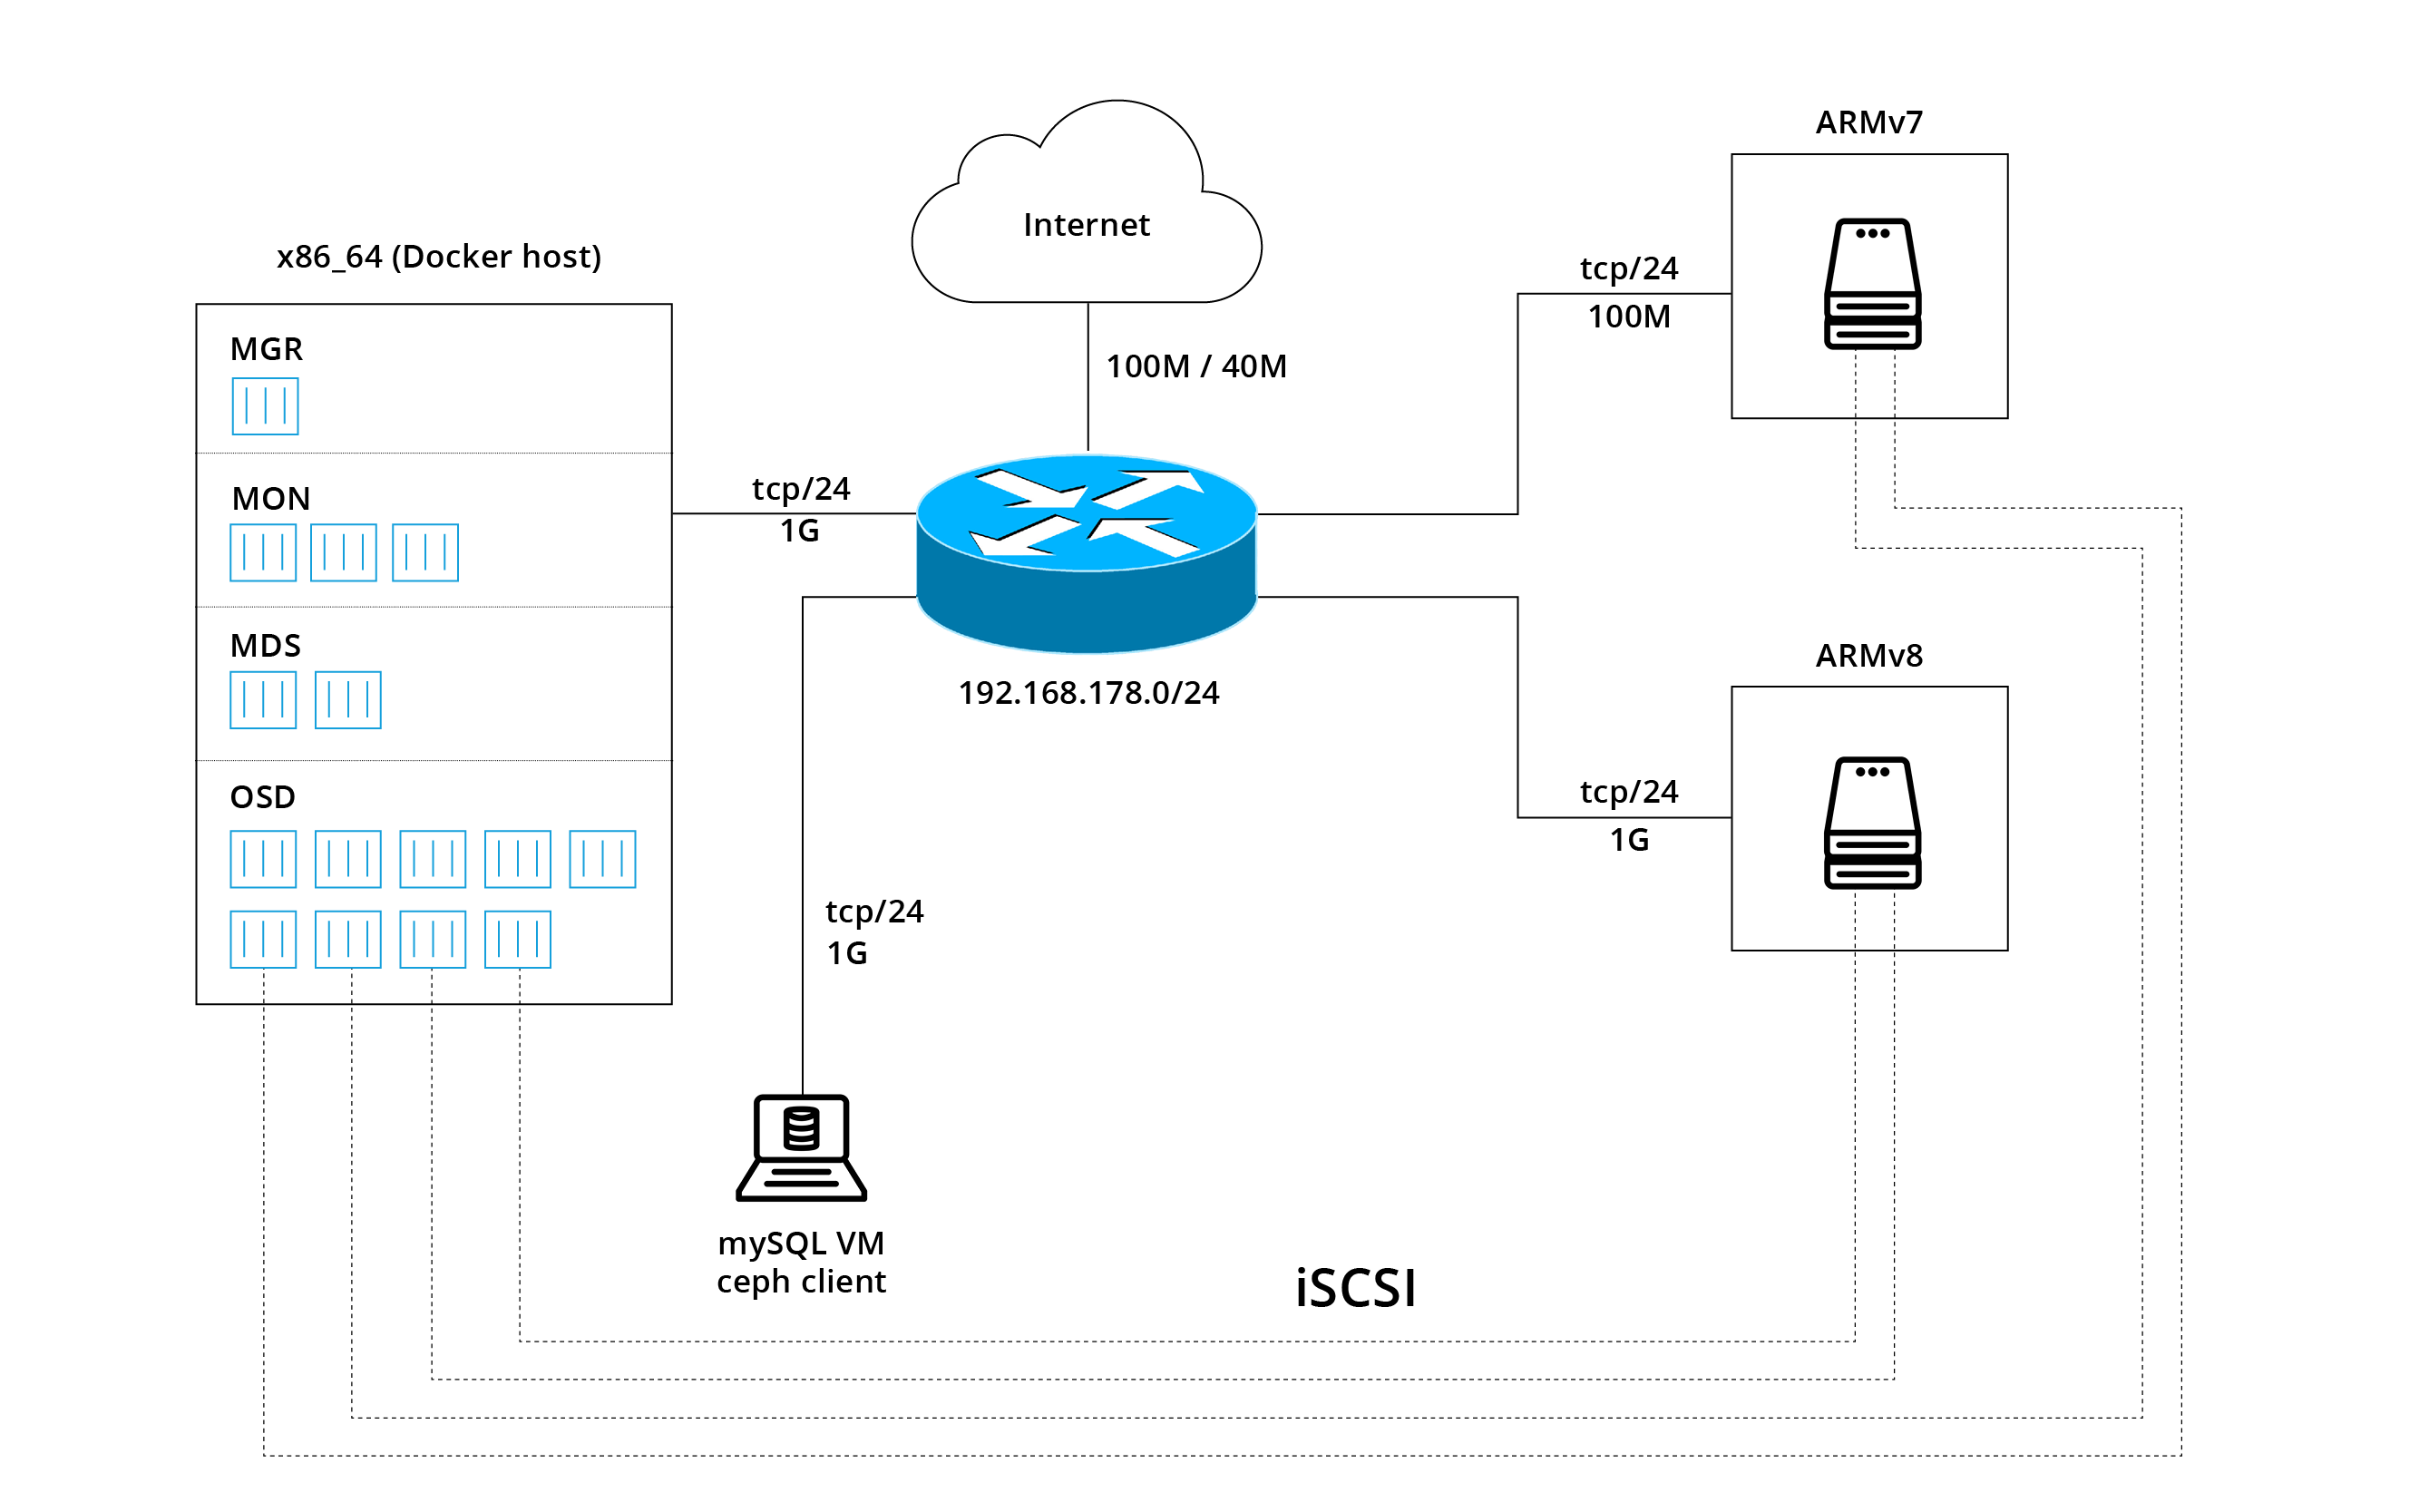 ARMv7
Internet
x86_64 (Docker host)
tcp/24
100M
MGR
100M / 40M
MON
tcp/24
1G
MDS
ARMv8
192.168.178.0/24
OSD
tcp/24
1G
tcp/24
1G
mySQL VM
ceph client
iSCSI